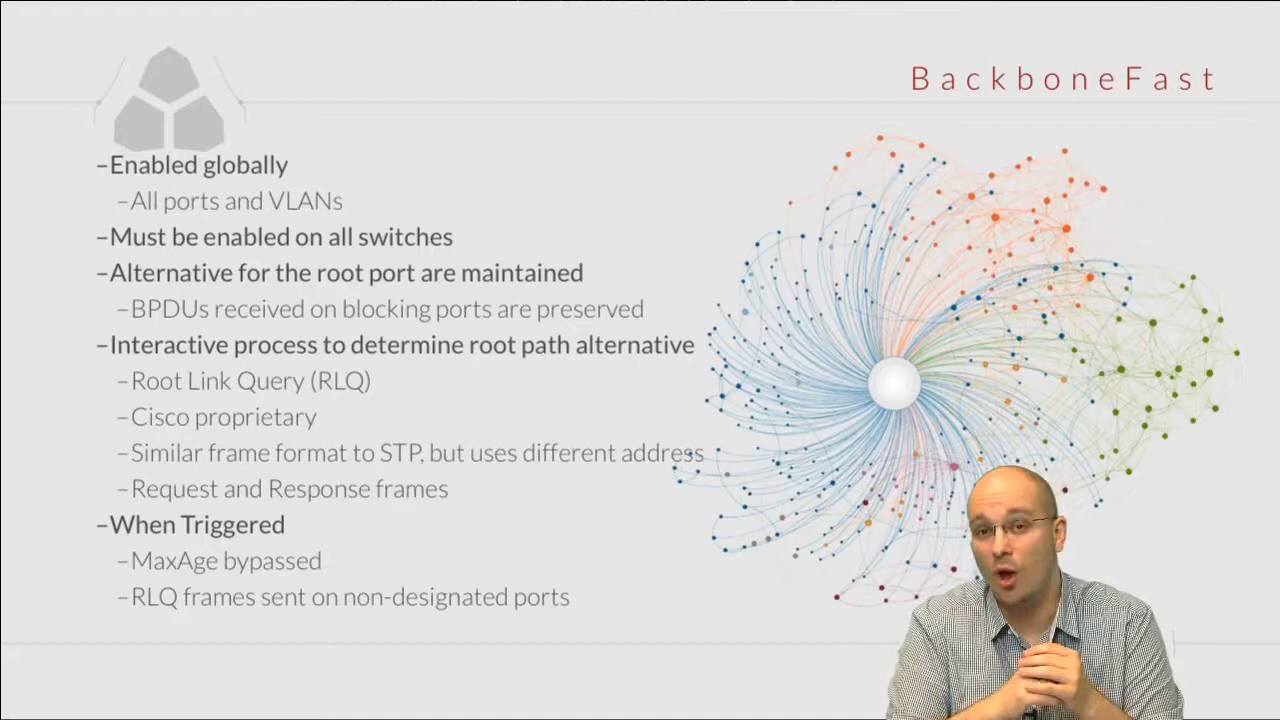 BackboneFast
–Enabled globally
–All ports and VLANs
–Must be enabled on all switches
–Alternative for the root port are maintained
–BPDUs received on blocking ports are preserved
–Interactive process to determine root path alternative
–Root Link Query (RLQ)
–Cisco proprietary
–Similar frame format to STP, but uses different address
–Request and Response frames
–When Triggered
–MaxAge bypassed
–RLQ frames sent on non-designated ports